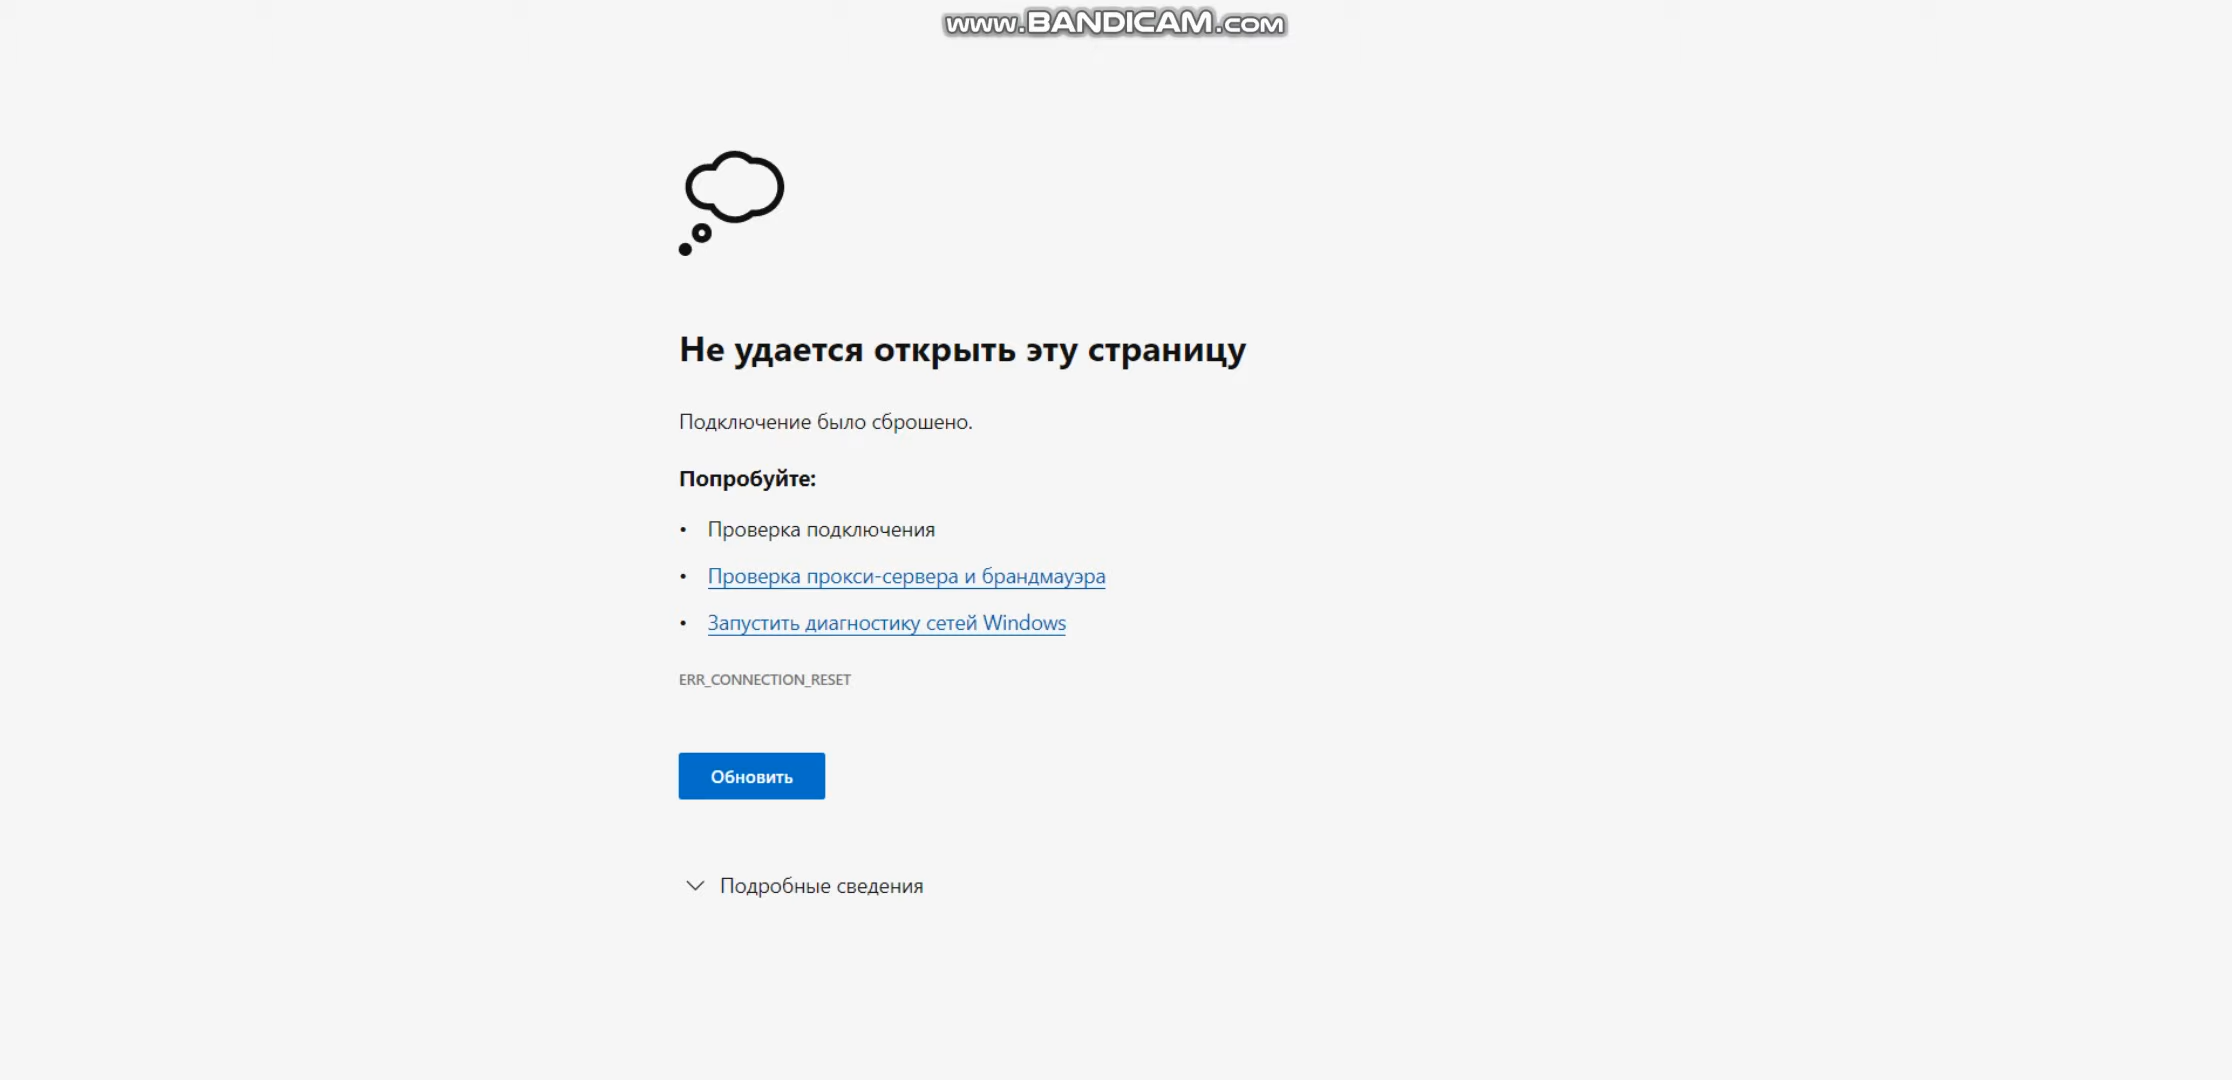 www.BANDICAM.com
Не удается открыть эту страницу
Подключение было сброшено.
Попробуйте:
• Проверка подключения
• Проверка прокси-сервера и брандмауэра
• Запустить диагностику сетей Windows
ERR_CONNECTION_RESET
Обновить
Подробные сведения